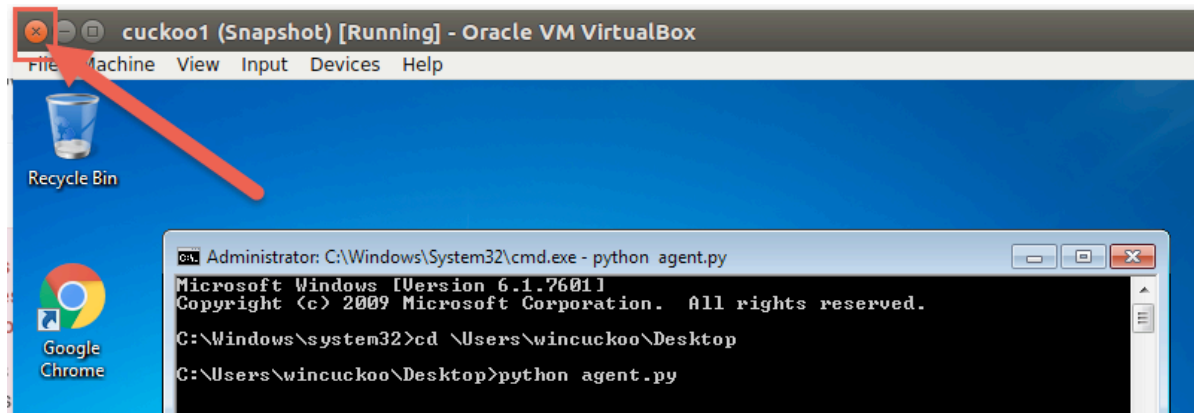 cuckoo1 (Snapshot) [Running] - Oracle VM VirtualBox
File Machine View Input Devices Help
Recycle Bin
Administrator: C:\Windows\System32\cmd.exe - python agent.py
Microsoft Windows [Version 6.1.7601]
Copyright (c) 2009 Microsoft Corporation. All rights reserved.
C:\Windows\system32>cd \Users\wincuckoo\Desktop
C:\Users\wincuckoo\Desktop>python agent.py
Google
Chrome